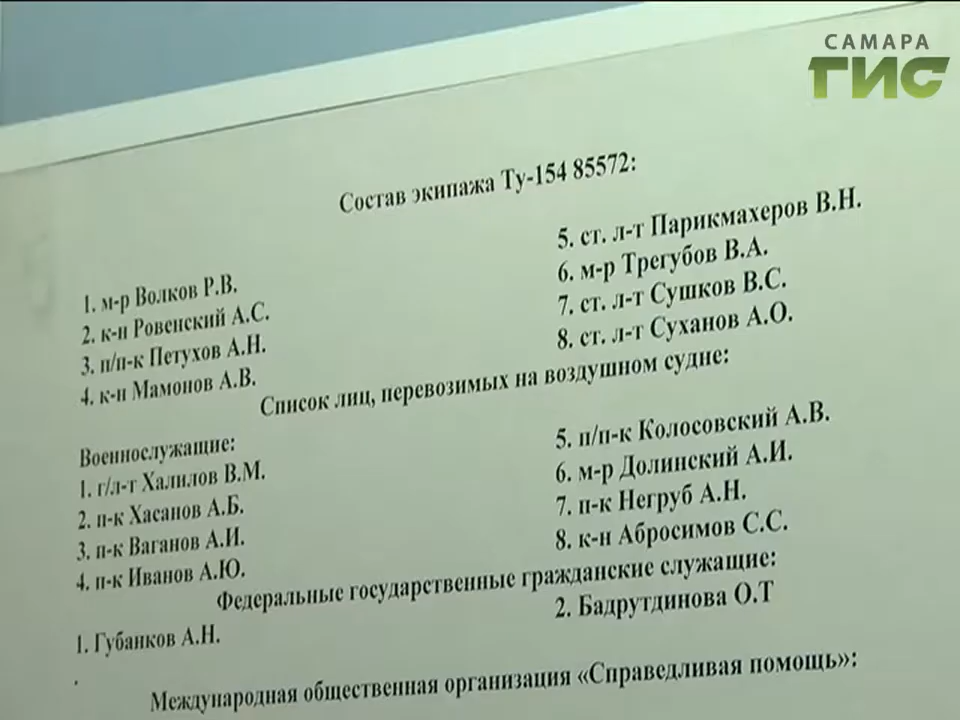 САМАРА
ГИС
Состав экипажа Ту-154 85572:
1. м-р Волков Р.В.
2. к-н Ровенский А.С.
3. п/п-к Петухов А.Н.
4. к-н Мамонов А.В.
5. ст. л-т Парикмахеров В.Н.
6. м-р Трегубов В.А.
7. ст. л-т Сушков В.С.
8. ст. л-т Суханов А.О.
Список лиц, перевозимых на воздушном судне:
Военнослужащие:
1. г/л-т Халилов В.М.
2. п-к Хасанов А.Б.
3. п-к Ваганов А.И.
4. п-к Иванов А.Ю.
5. п/п-к Колосовский А.В.
6. м-р Долинский А.И.
7. п-к Негруб А.Н.
8. к-н Абросимов С.С.
Федеральные государственные гражданские служащие:
1. Губанков А.Н.
2. Бадрутдинова О.Т
.
Международная общественная организация «Справедливая помощь»: